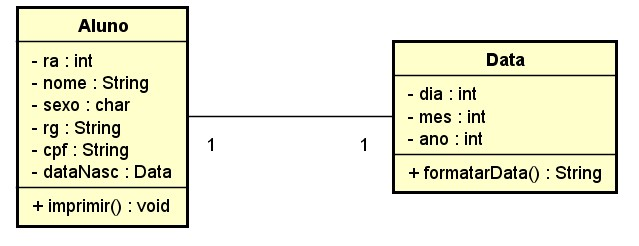 Aluno
- ra : int
- nome : String
- sexo : char
- rg : String
- cpf : String
- dataNasc : Data
+ imprimir() : void
1
1
Data
- dia : int
- mes : int
- ano : int
+ formatarData() : String